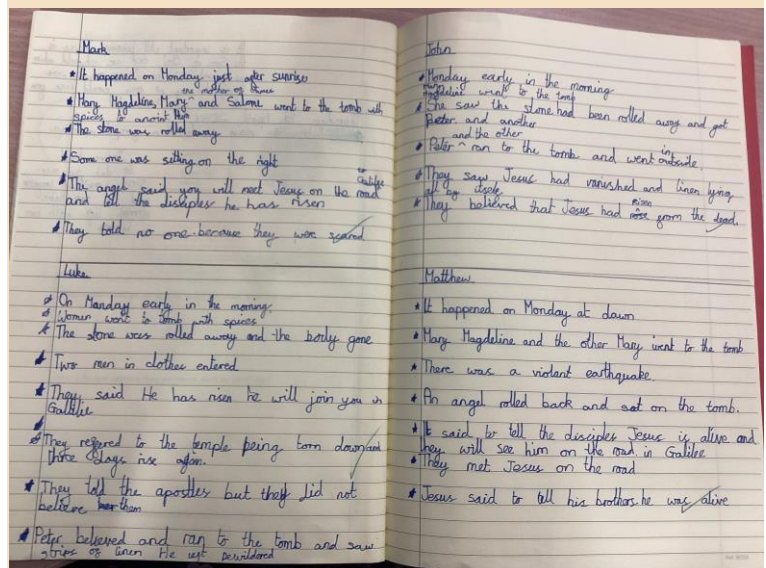 Mark
It happened on Monday just after sunrise
the mother of James
Mary Magdeline, Mary ^ and Salome went to the tomb with
spices to anoint Him
The stone was rolled away
Some one was sitting on the right
The angel said you will meet Jesus on the road to Galilee
and tell the disciples he has risen
They told no one because they were scared
Luke
On Monday early in the morning.
Women went to tomb with spices
The stone was rolled away and the body gone
Two men in clothes entered
They said He has risen he will join you in
Galilie
They refered to the temple being torn down and
three days rise again.
They told the apostles but they did not
believe them
Peter believed and ran to the tomb and saw
strips of linen He left bewildered
John
Monday early in the morning
Magdeline went to the tomb
She saw the stone had been rolled away and got
Peter and another
and the other
Peter ^ ran to the tomb and went inside.
They saw Jesus had vanished and linen lying
all by itself
They believed that Jesus had risen from the dead.
Matthew
It happened on Monday at dawn
Mary Magdeline and the other Mary went to the tomb
There was a violent earthquake.
An angel rolled back and sat on the tomb.
It said to tell the disciples Jesus is alive and
they will see him on the road in Galilee
They met Jesus on the road
Jesus said to tell his brothers he was alive